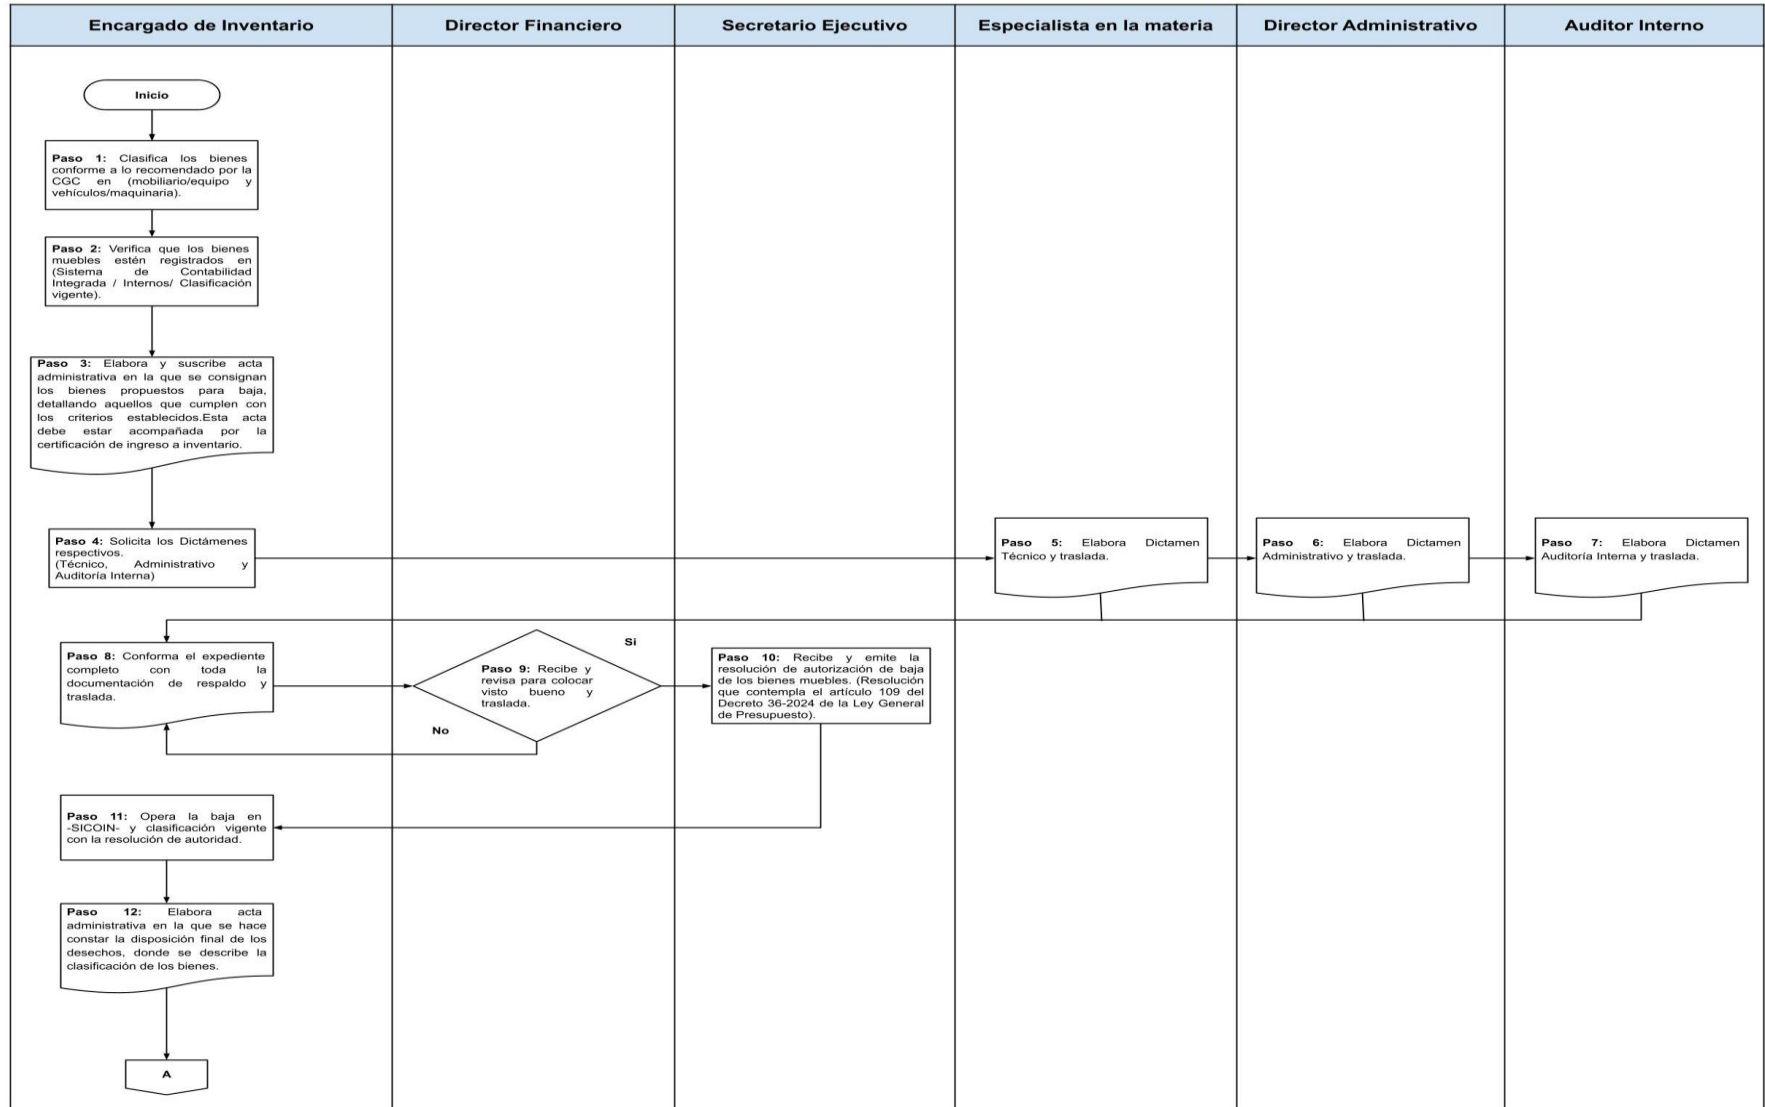 Encargado de Inventario
Director Financiero
Secretario Ejecutivo
Especialista en la materia
Director Administrativo
Auditor Interno
Inicio
Paso 1: Clasifica los bienes
conforme a lo recomendado por la
CGC en (mobiliario/equipo y
vehículos/maquinaria).
Paso 2: Verifica que los bienes
muebles estén registrados en
(Sistema de Contabilidad
Integrada / Internos/ Clasificación
vigente).
Paso 3: Elabora y suscribe acta
administrativa en la que se consignan
los bienes propuestos para baja,
detallando aquellos que cumplen con
los criterios establecidos.Esta acta
debe estar acompañada por la
certificación de ingreso a inventario.
Paso 4: Solicita los Dictámenes
respectivos.
(Técnico, Administrativo y
Auditoría Interna)
Paso 5: Elabora Dictamen
Técnico y traslada.
Paso 6: Elabora Dictamen
Administrativo y traslada.
Paso 7: Elabora Dictamen
Auditoría Interna y traslada.
Paso 8: Conforma el expediente
completo con toda la
documentación de respaldo y
traslada.
Paso 9: Recibe y
revisa para colocar
visto bueno y
traslada.
Si
No
Paso 10: Recibe y emite la
resolución de autorización de baja
de los bienes muebles. (Resolución
que contempla el artículo 109 del
Decreto 36-2024 de la Ley General
de Presupuesto).
Paso 11: Opera la baja en
-SICOIN- y clasificación vigente
con la resolución de autoridad.
Paso 12: Elabora acta
administrativa en la que se hace
constar la disposición final de los
desechos, donde se describe la
clasificación de los bienes.
A